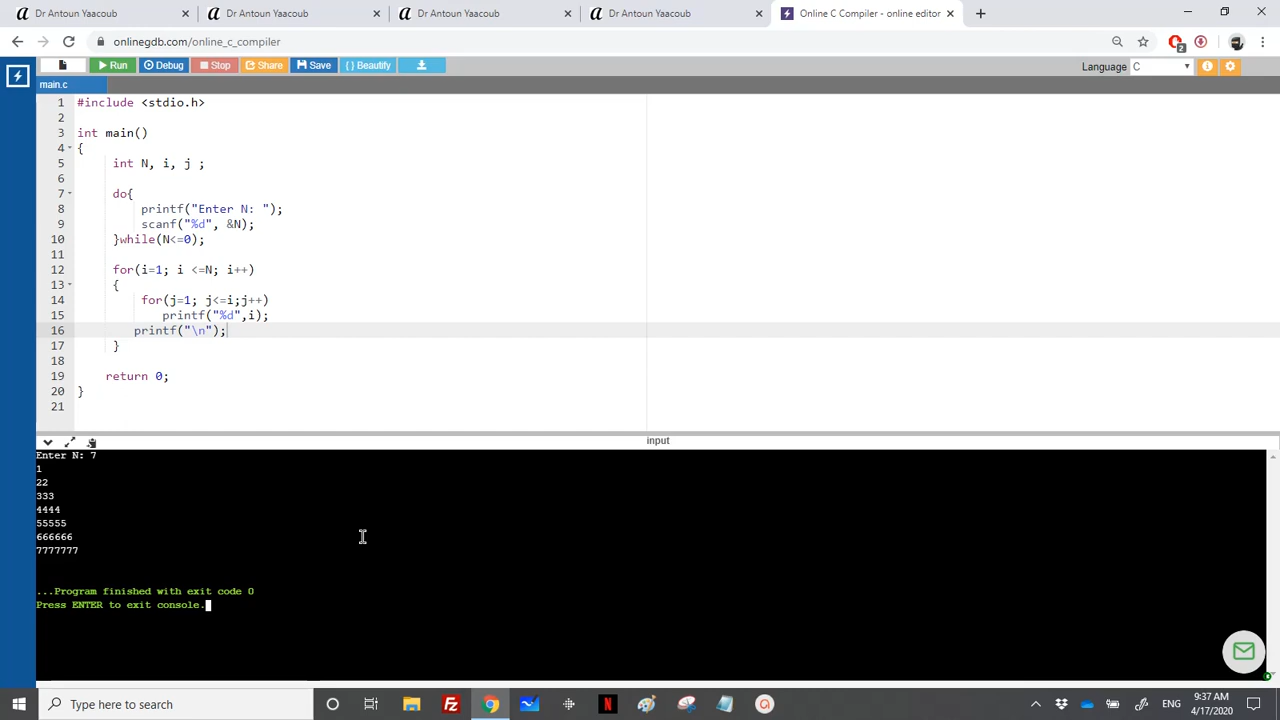 Dr Antoun Yaacoub
Dr Antoun Yaacoub
Dr Antoun Yaacoub
Dr Antoun Yaacoub
Online C Compiler - online editor
onlinegdb.com/online_c_compiler
2
Run
Debug
Stop
Share
Save
{ } Beautify
Language
C
main.c
1 #include <stdio.h>
2
3 int main()
4 {
5 int N, i, j ;
6
7 do{
8 printf("Enter N: ");
9 scanf("%d", &N);
10 }while(N<=0);
11
12 for(i=1; i <=N; i++)
13 {
14 for(j=1; j<=i;j++)
15 printf("%d",i);
16 printf("\n");
17 }
18
19 return 0;
20 }
21
input
Enter N: 7
1
22
333
4444
55555
666666
7777777
...Program finished with exit code 0
Press ENTER to exit console.
Type here to search
ENG
9:37 AM
4/17/2020